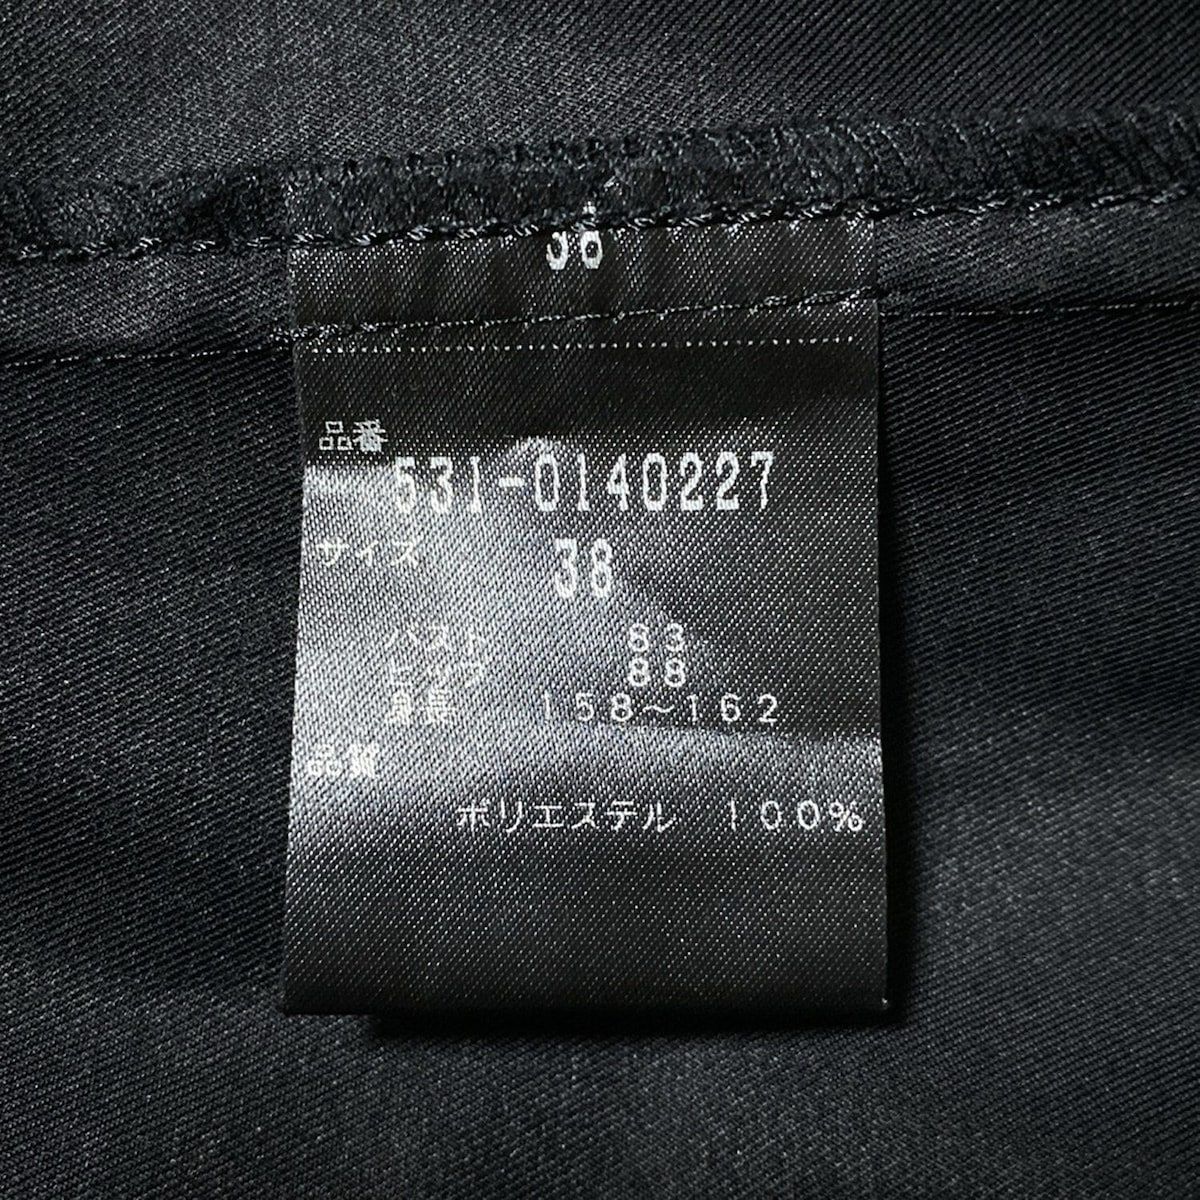 38
品番
531-0140227
サイズ 38
バスト 83
ヒップ 88
身長 158~162
品質
ポリエステル 100%